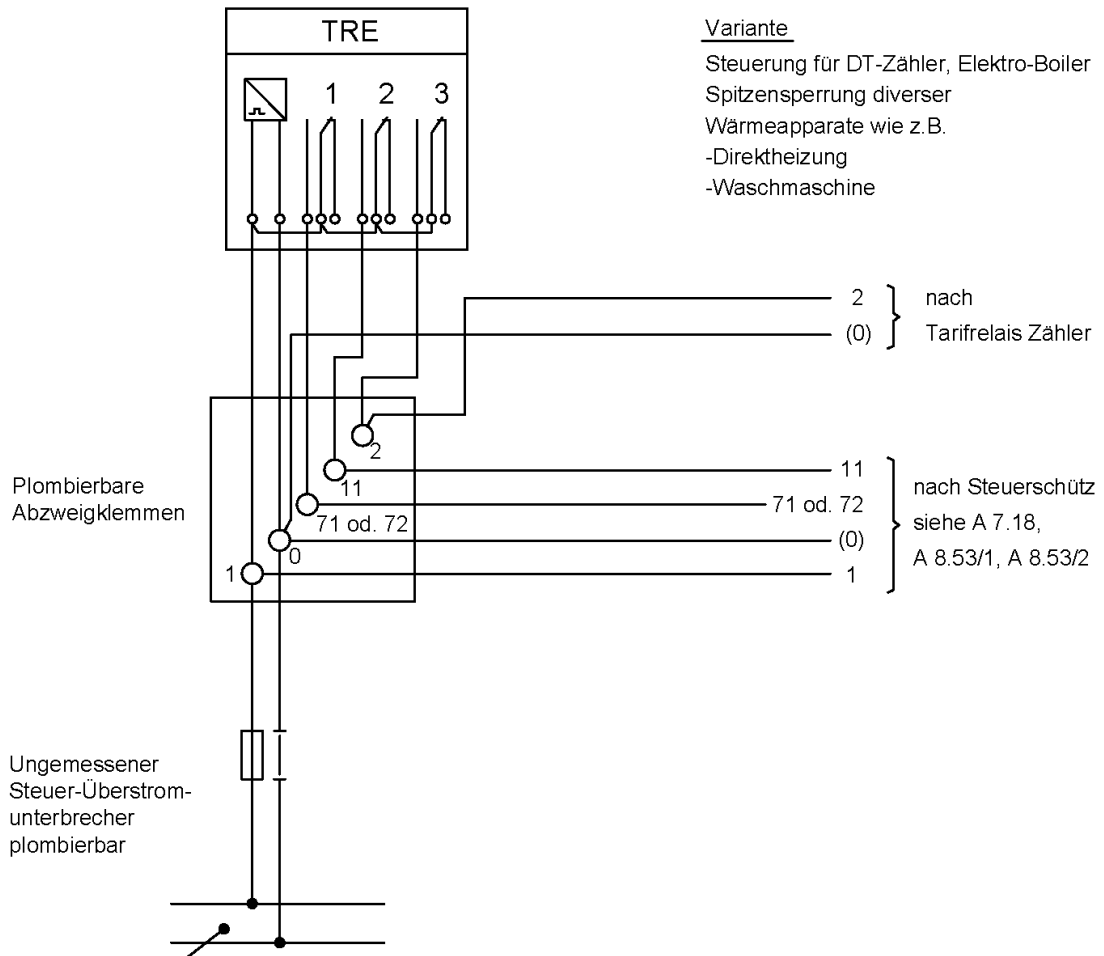 TRE
1 2 3
Variante
Steuerung für DT-Zähler, Elektro-Boiler
Spitzensperrung diverser
Wärmeapparate wie z.B.
-Direktheizung
-Waschmaschine
2
(0)
nach
Tarifrelais Zähler
Plombierbare
Abzweigklemmen
2
11
71 od. 72
0
1
11
71 od. 72
(0)
1
nach Steuerschütz
siehe A 7.18,
A 8.53/1, A 8.53/2
Ungemessener
Steuer-Überstrom-
unterbrecher
plombierbar